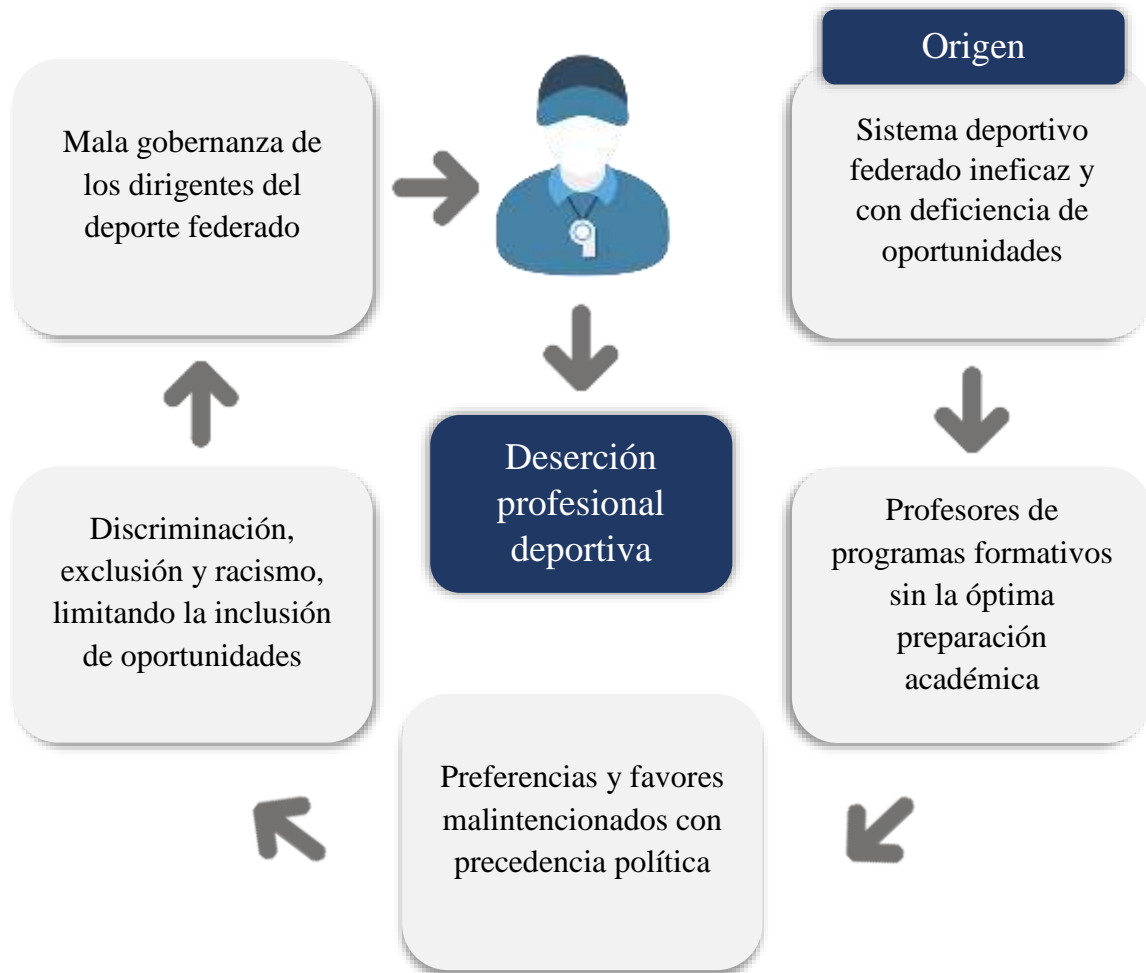 Origen
Sistema deportivo
federado ineficaz y
con deficiencia de
oportunidades
Profesores de
programas formativos
sin la óptima
preparación
académica
Preferencias y favores
malintencionados con
precedencia política
Discriminación,
exclusión y racismo,
limitando la inclusión
de oportunidades
Mala gobernanza de
los dirigentes del
deporte federado
Deserción
profesional
deportiva